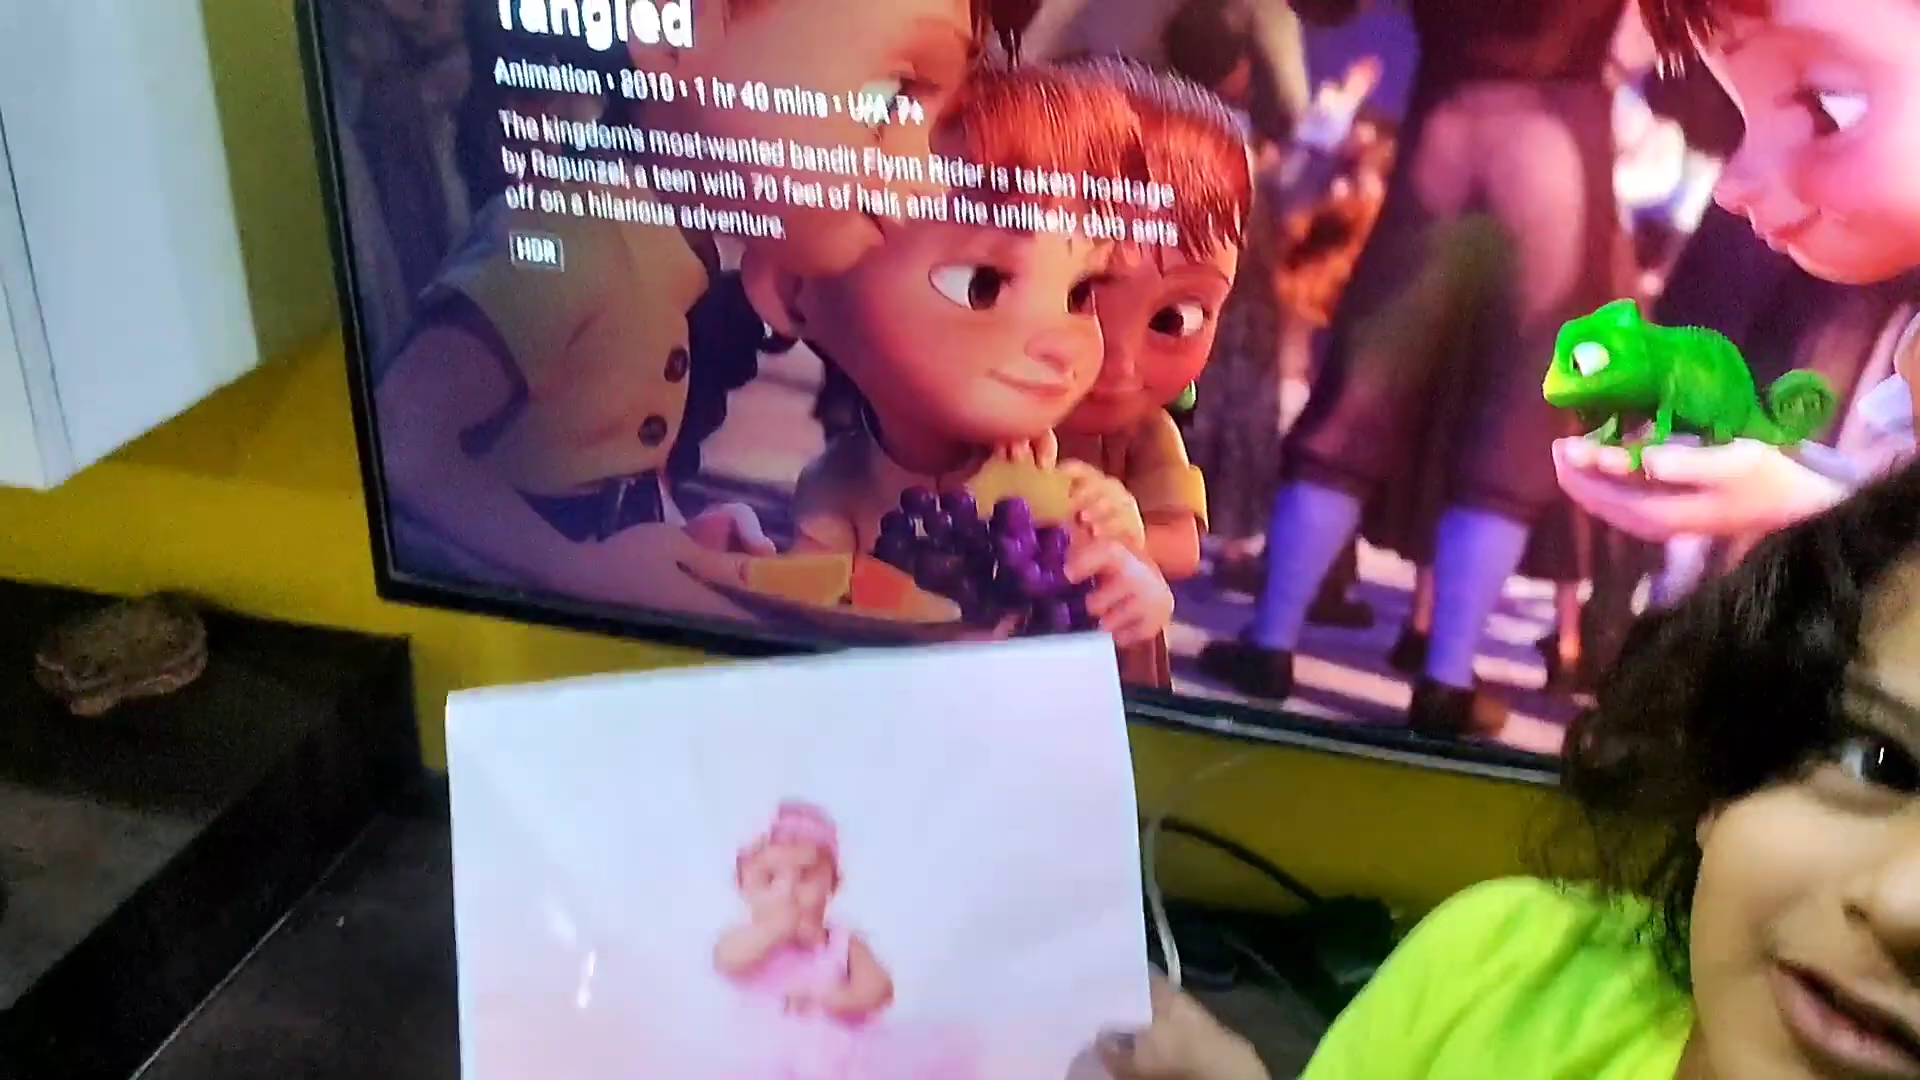 Tangled
Animation • 2010 • 1 hr 40 mins • U/A 7+
The kingdom's most-wanted bandit Flynn Rider is taken hostage
by Rapunzel, a teen with 70 feet of hair, and the unlikely duo sets
off on a hilarious adventure.
HDR